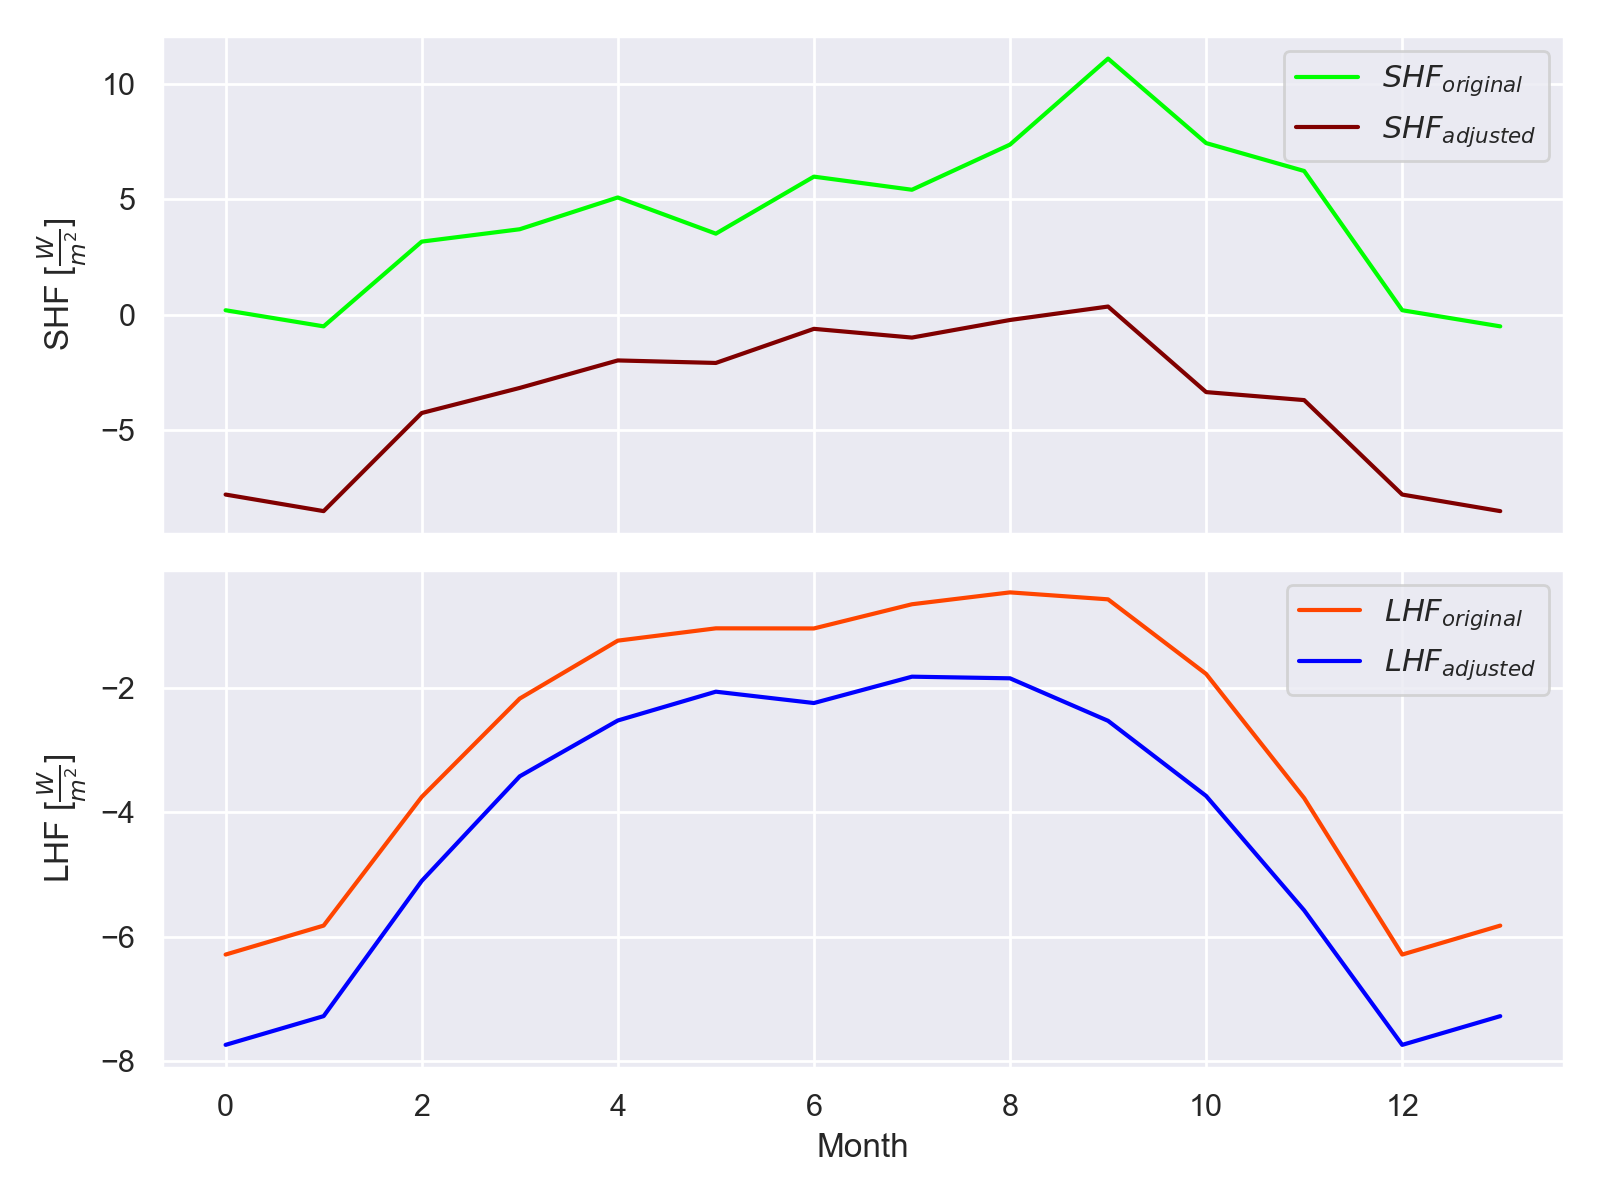 10
5
0
−5
SHF [W/m²]
SHF_original
SHF_adjusted
−2
−4
−6
−8
LHF [W/m²]
LHF_original
LHF_adjusted
0 2 4 6 8 10 12
Month